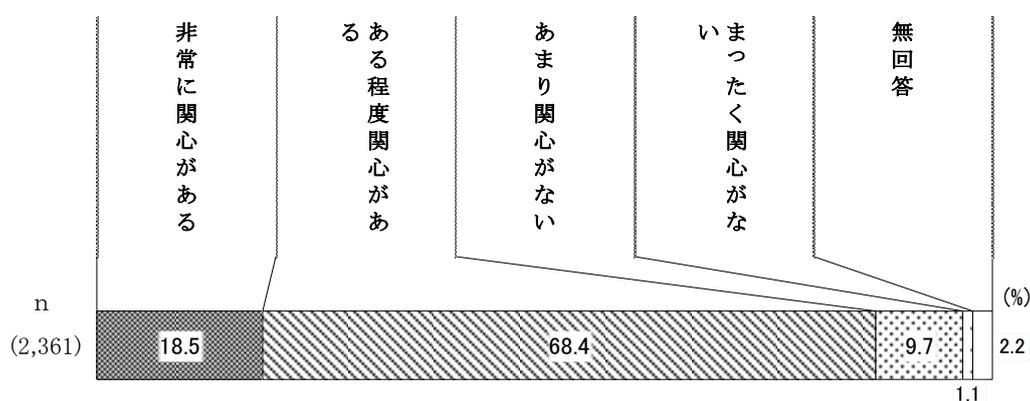 非常に関心がある
ある程度関心があ
る
あまり関心がない
まったく関心がな
い
無回答
n
(%)
(2,361)
18.5
68.4
9.7
2.2
1.1